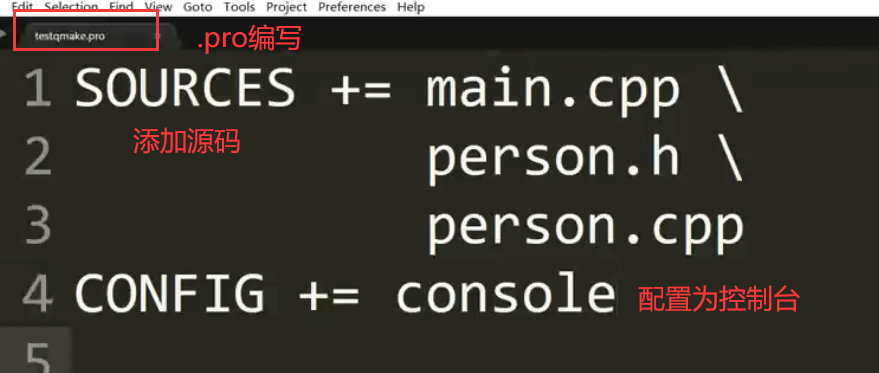 Edit Selection Find View Goto Tools Project Preferences Help
testqmake.pro
.pro编写
1 SOURCES += main.cpp \
添加源码
2 person.h \
3 person.cpp
4 CONFIG += console 配置为控制台
5